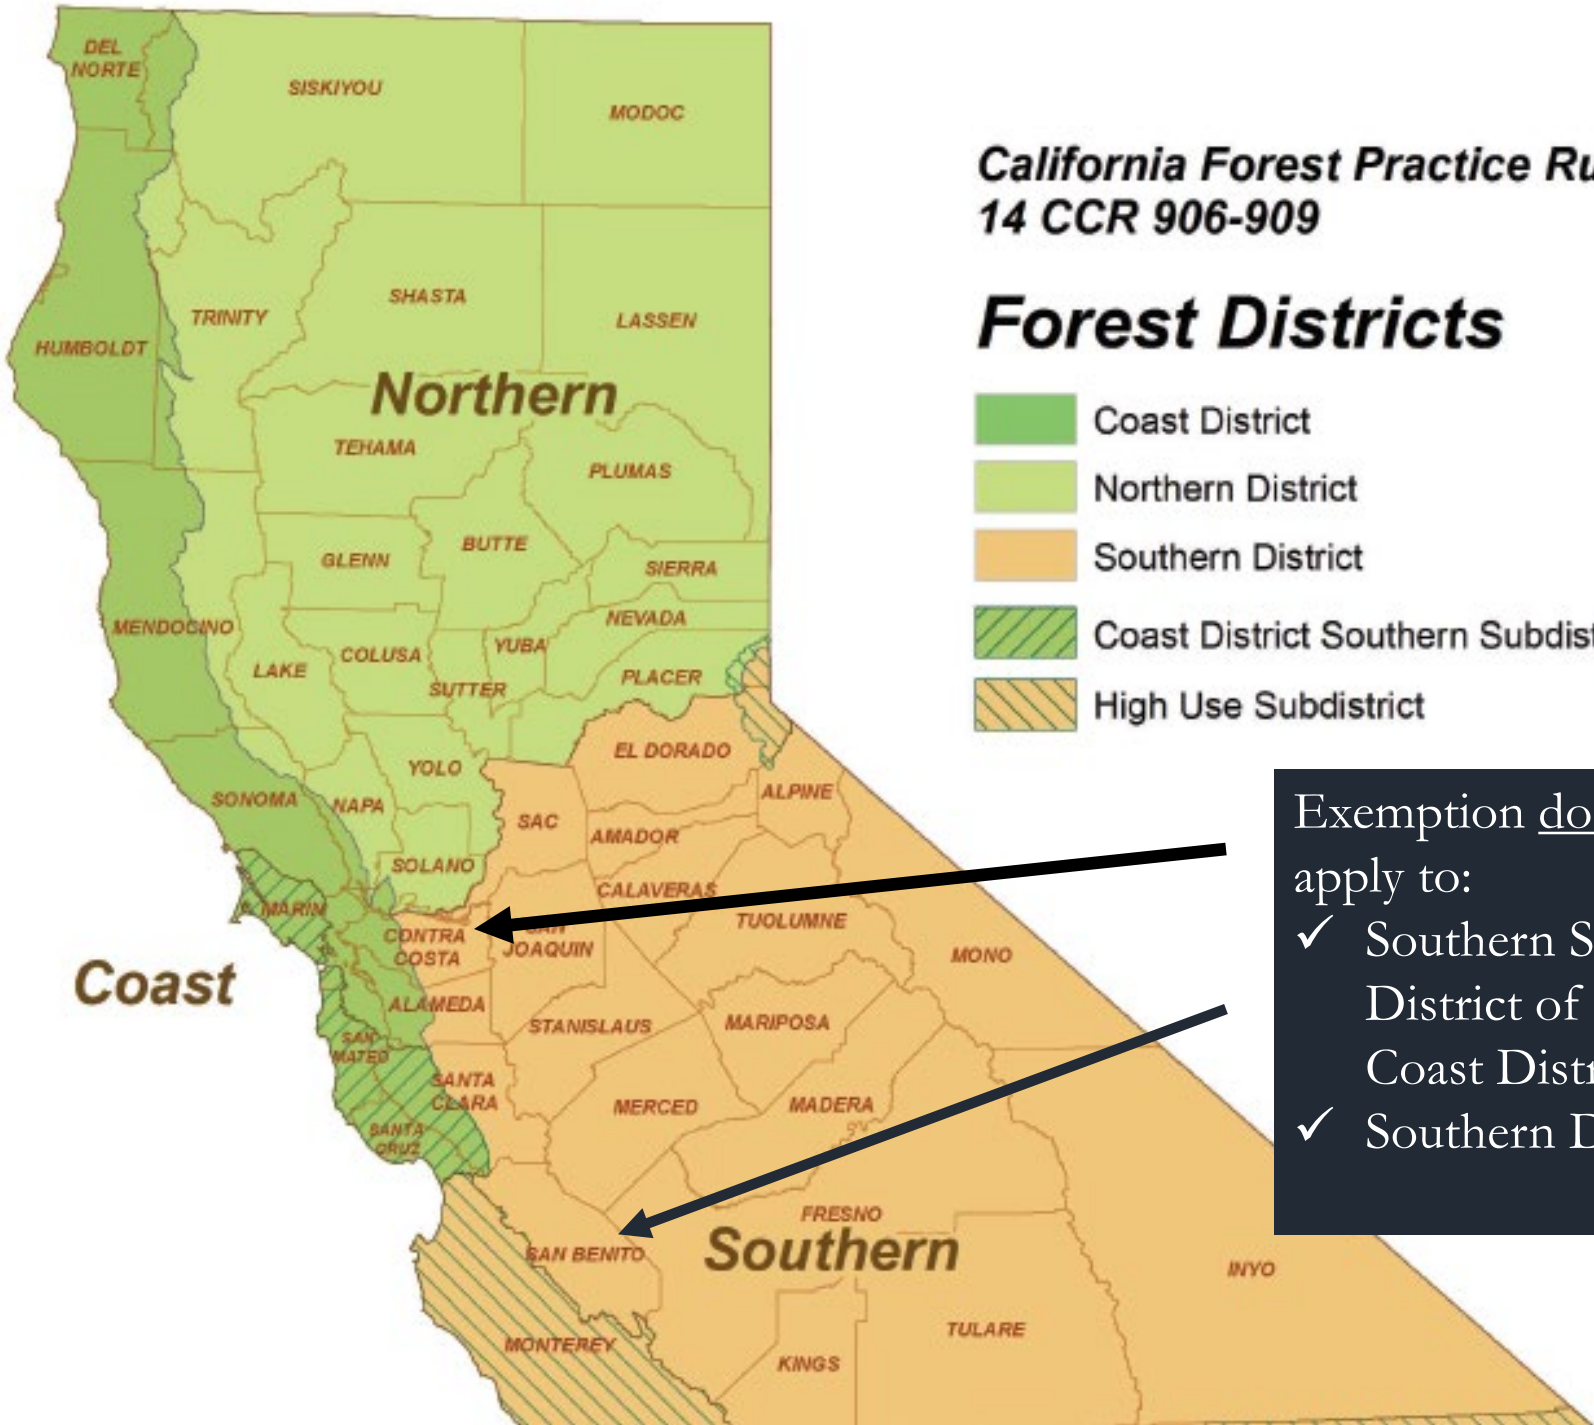 DEL
NORTE
SISKIYOU
MODOC
California Forest Practice Ru
14 CCR 906-909
Forest Districts
Coast District
Northern District
Southern District
Coast District Southern Subdist
High Use Subdistrict
SHASTA
TRINITY
LASSEN
HUMBOLDT
Northern
TEHAMA
PLUMAS
BUTTE
GLENN
SIERRA
NEVADA
MENDOCINO
YUBA
COLUSA
LAKE
PLACER
SUTTER
EL DORADO
YOLO
ALPINE
SONOMA
NAPA
SAC
AMADOR
SOLANO
CALAVERAS
MARIN
TUOLUMNE
CONTRA
COSTA
SAN
JOAQUIN
MONO
Coast
ALAMEDA
STANISLAUS
MARIPOSA
SAN
MATEO
SANTA
CLARA
MERCED
MADERA
SANTA
CRUZ
FRESNO
SAN BENITO
Southern
INYO
TULARE
MONTEREY
KINGS
Exemption do
apply to:
✓ Southern S
District of
Coast Distr
✓ Southern D